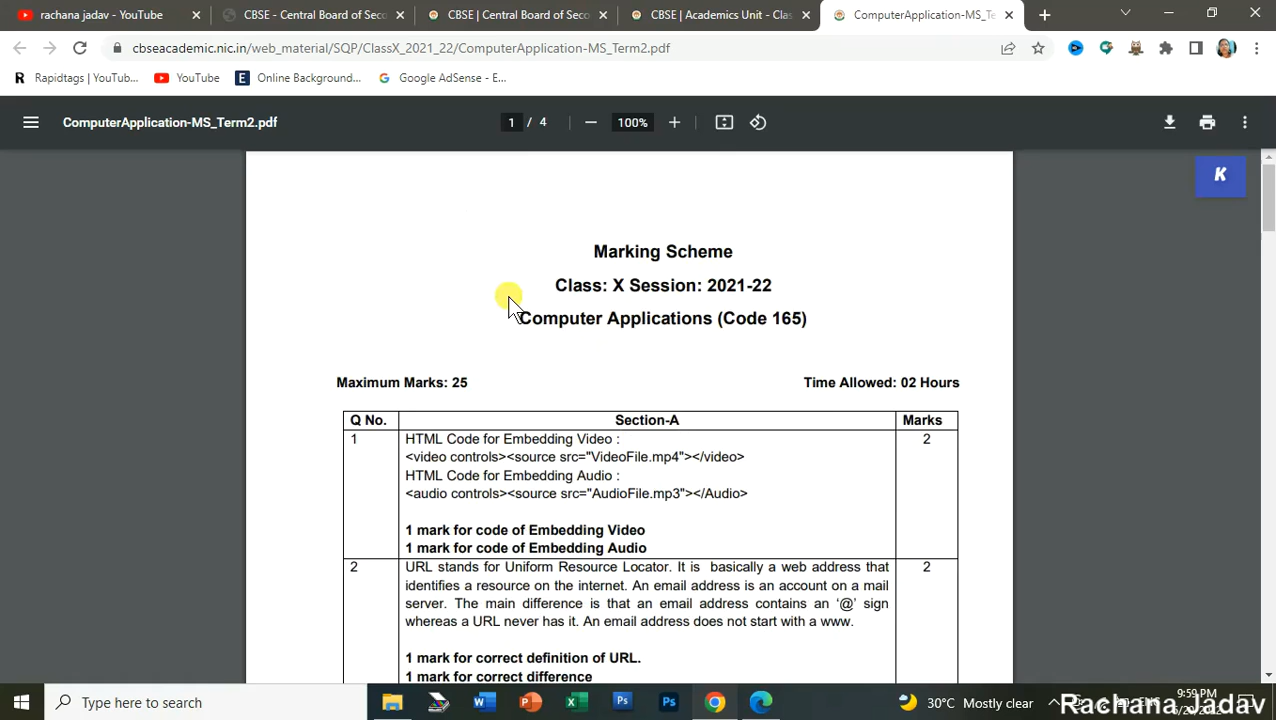 rachana jadav - YouTube
CBSE - Central Board of Seco
CBSE | Central Board of Seco
CBSE | Academics Unit - Class
ComputerApplication-MS_Te
cbseacademic.nic.in/web_material/SQP/ClassX_2021_22/ComputerApplication-MS_Term2.pdf
Rapidtags | YouTub...
YouTube
E
Online Background...
Google AdSense - E...
ComputerApplication-MS_Term2.pdf
1 / 4
100%
K
Marking Scheme
Class: X Session: 2021-22
Computer Applications (Code 165)
Maximum Marks: 25
Time Allowed: 02 Hours
Q No. Section-A Marks
1 HTML Code for Embedding Video : 2
<video controls><source src="VideoFile.mp4"></video>
HTML Code for Embedding Audio :
<audio controls><source src="AudioFile.mp3"></Audio>
1 mark for code of Embedding Video
1 mark for code of Embedding Audio
2 URL stands for Uniform Resource Locator. It is basically a web address that 2
identifies a resource on the internet. An email address is an account on a mail
server. The main difference is that an email address contains an ‘@’ sign
whereas a URL never has it. An email address does not start with a www.
1 mark for correct definition of URL.
1 mark for correct difference
Type here to search
30°C Mostly clear
9:59 PM
Rachana Jadav